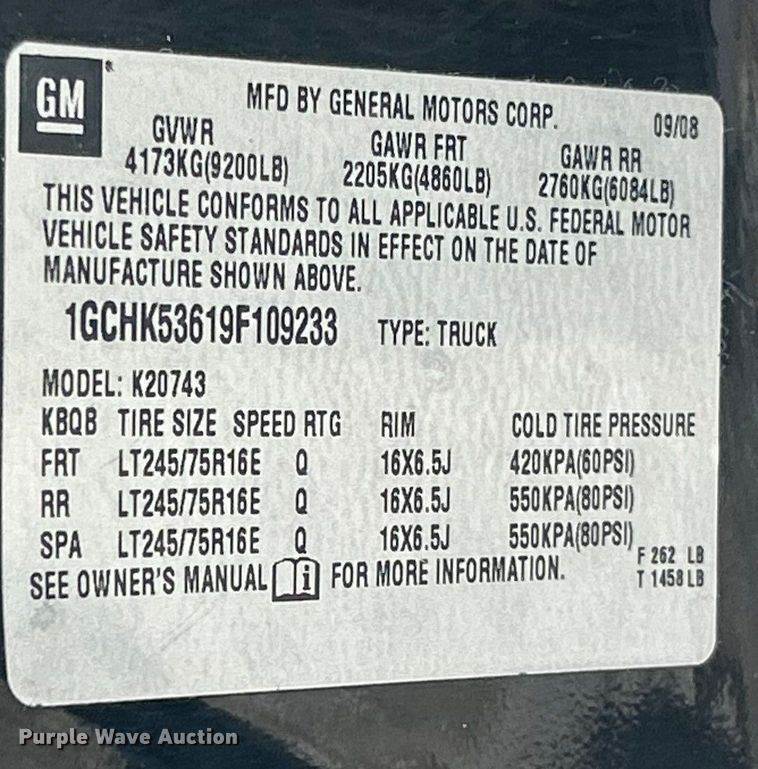 GM
MFD BY GENERAL MOTORS CORP. 09/08
GVWR GAWR FRT GAWR RR
4173KG(9200LB) 2205KG(4860LB) 2760KG(6084LB)
THIS VEHICLE CONFORMS TO ALL APPLICABLE U.S. FEDERAL MOTOR
VEHICLE SAFETY STANDARDS IN EFFECT ON THE DATE OF
MANUFACTURE SHOWN ABOVE.
1GCHK53619F109233 TYPE: TRUCK
MODEL: K20743
KBQB TIRE SIZE SPEED RTG RIM COLD TIRE PRESSURE
FRT LT245/75R16E Q 16X6.5J 420KPA(60PSI)
RR LT245/75R16E Q 16X6.5J 550KPA(80PSI)
SPA LT245/75R16E Q 16X6.5J 550KPA(80PSI)
F 262 LB
SEE OWNER'S MANUAL i FOR MORE INFORMATION. T 1458 LB
Purple Wave Auction